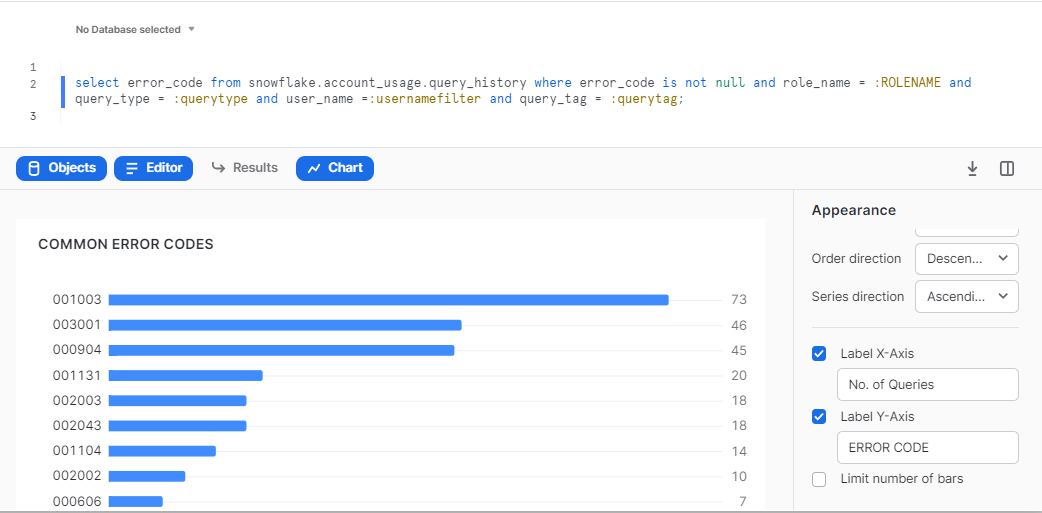 No Database selected
1
2 select error_code from snowflake.account_usage.query_history where error_code is not null and role_name = :ROLENAME and
query_type = :querytype and user_name =:usernamefilter and query_tag = :querytag;
3
Objects Editor Results Chart
Appearance
COMMON ERROR CODES
Order direction Descen...
Series direction Ascendi...
001003 73
003001 46
000904 45
001131 20
002003 18
002043 18
001104 14
002002 10
000606 7
Label X-Axis
No. of Queries
Label Y-Axis
ERROR CODE
Limit number of bars